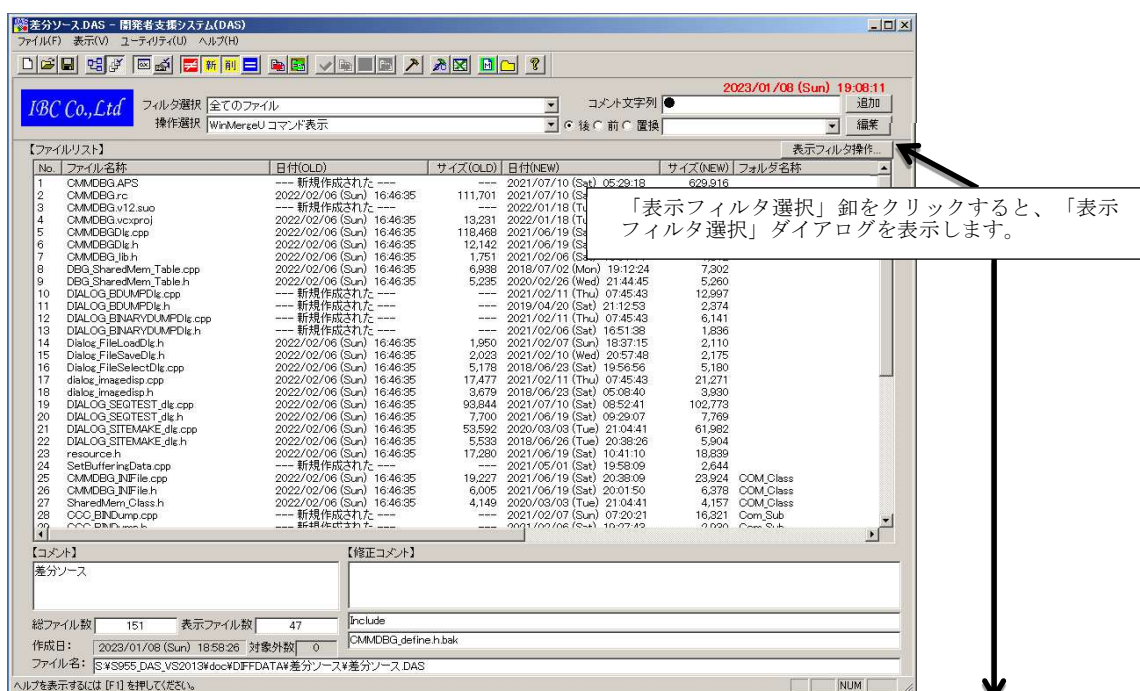 差分ソース.DAS - 開発者支援システム(DAS)
ファイル(F) 表示(V) ユーティリティ(U) ヘルプ(H)
新 削
2023/01/08 (Sun) 19:08:11
IBC Co.,Ltd
フィルタ選択 全てのファイル コメント文字列 ● 追加
操作選択 WinMergeU コマンド表示 後 前 置換 編集
【ファイルリスト】 表示フィルタ操作...
No. ファイル名称 日付(OLD) サイズ(OLD) 日付(NEW) サイズ(NEW) フォルダ名称
1 CMMDBG.APS --- 新規作成された --- --- 2021/07/10 (Sat) 05:29:18 629,916
2 CMMDBG.rc 2022/02/06 (Sun) 16:46:35 111,701 2021/07/10 (Sa
3 CMMDBG.v12.suo --- 新規作成された --- --- 2022/01/18 (Tu
4 CMMDBG.vcxproj 2022/02/06 (Sun) 16:46:35 13,231 2022/01/18 (Tu
5 CMMDBGDlg.cpp 2022/02/06 (Sun) 16:46:35 118,468 2021/06/19 (Sa
6 CMMDBGDlg.h 2022/02/06 (Sun) 16:46:35 12,142 2021/06/19 (Sa
7 CMMDBG_lib.h 2022/02/06 (Sun) 16:46:35 1,751 2021/02/06 (Sa
8 DBG_SharedMem_Table.cpp 2022/02/06 (Sun) 16:46:35 6,938 2018/07/02 (Mon) 19:12:24 7,302
9 DBG_SharedMem_Table.h 2022/02/06 (Sun) 16:46:35 5,235 2020/02/26 (Wed) 21:44:45 5,260
10 DIALOG_BDUMPDlg.cpp --- 新規作成された --- --- 2021/02/11 (Thu) 07:45:43 12,997
11 DIALOG_BDUMPDlg.h --- 新規作成された --- --- 2019/04/20 (Sat) 21:12:53 2,374
12 DIALOG_BINARYDUMPDlg.cpp --- 新規作成された --- --- 2021/02/11 (Thu) 07:45:43 6,141
13 DIALOG_BINARYDUMPDlg.h --- 新規作成された --- --- 2021/02/06 (Sat) 16:51:38 1,836
14 Dialog_FileLoadDlg.h 2022/02/06 (Sun) 16:46:35 1,950 2021/02/07 (Sun) 18:37:15 2,110
15 Dialog_FileSaveDlg.h 2022/02/06 (Sun) 16:46:35 2,023 2021/02/10 (Wed) 20:57:48 2,175
16 Dialog_FileSelectDlg.cpp 2022/02/06 (Sun) 16:46:35 5,178 2018/06/23 (Sat) 19:56:56 5,180
17 dialog_imagedisp.cpp 2022/02/06 (Sun) 16:46:35 17,477 2021/02/11 (Thu) 07:45:43 21,271
18 dialog_imagedisp.h 2022/02/06 (Sun) 16:46:35 3,679 2018/06/23 (Sat) 05:08:40 3,930
19 DIALOG_SEQTEST_dlg.cpp 2022/02/06 (Sun) 16:46:35 93,844 2021/07/10 (Sat) 08:52:41 102,773
20 DIALOG_SEQTEST_dlg.h 2022/02/06 (Sun) 16:46:35 7,700 2021/06/19 (Sat) 09:29:07 7,769
21 DIALOG_SITEMAKE_dlg.cpp 2022/02/06 (Sun) 16:46:35 53,592 2020/03/03 (Tue) 21:04:41 61,982
22 DIALOG_SITEMAKE_dlg.h 2022/02/06 (Sun) 16:46:35 5,533 2018/06/26 (Tue) 20:38:26 5,904
23 resource.h 2022/02/06 (Sun) 16:46:35 17,280 2021/06/19 (Sat) 10:41:10 18,839
24 SetBufferingData.cpp --- 新規作成された --- --- 2021/05/01 (Sat) 19:58:09 2,644
25 CMMDBG_INIFile.cpp 2022/02/06 (Sun) 16:46:35 19,227 2021/06/19 (Sat) 20:38:09 23,924 COM_Class
26 CMMDBG_INIFile.h 2022/02/06 (Sun) 16:46:35 6,005 2021/06/19 (Sat) 20:01:50 6,378 COM_Class
27 SharedMem_Class.h 2022/02/06 (Sun) 16:46:35 4,149 2020/03/03 (Tue) 21:04:41 4,157 COM_Class
28 CCC_BINDump.cpp --- 新規作成された --- --- 2021/02/07 (Sun) 07:20:21 16,321 Com_Sub
「表示フィルタ選択」釦をクリックすると、「表示
フィルタ選択」ダイアログを表示します。
【コメント】 【修正コメント】
差分ソース
総ファイル数 151 表示ファイル数 47 Include
作成日: 2023/01/08 (Sun) 18:58:26 対象外数 0 CMMDBG_define.h.bak
ファイル名: S:¥S955_DAS_VS2013¥doc¥DIFFDATA¥差分ソース¥差分ソース.DAS
ヘルプを表示するには [F1] を押してください。 NUM